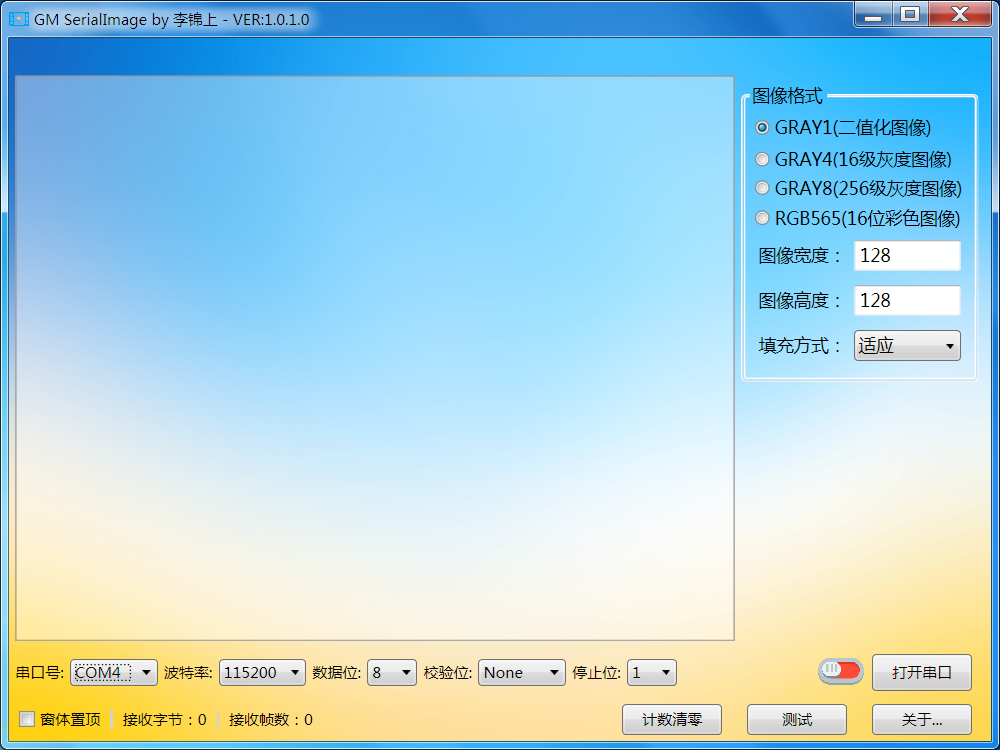 GM SerialImage by 李锦上 - VER:1.0.1.0
图像格式
GRAY1(二值化图像)
GRAY4(16级灰度图像)
GRAY8(256级灰度图像)
RGB565(16位彩色图像)
图像宽度： 128
图像高度： 128
填充方式： 适应
串口号: COM4 波特率: 115200 数据位: 8 校验位: None 停止位: 1 打开串口
窗体置顶 接收字节：0 接收帧数：0 计数清零 测试 关于...